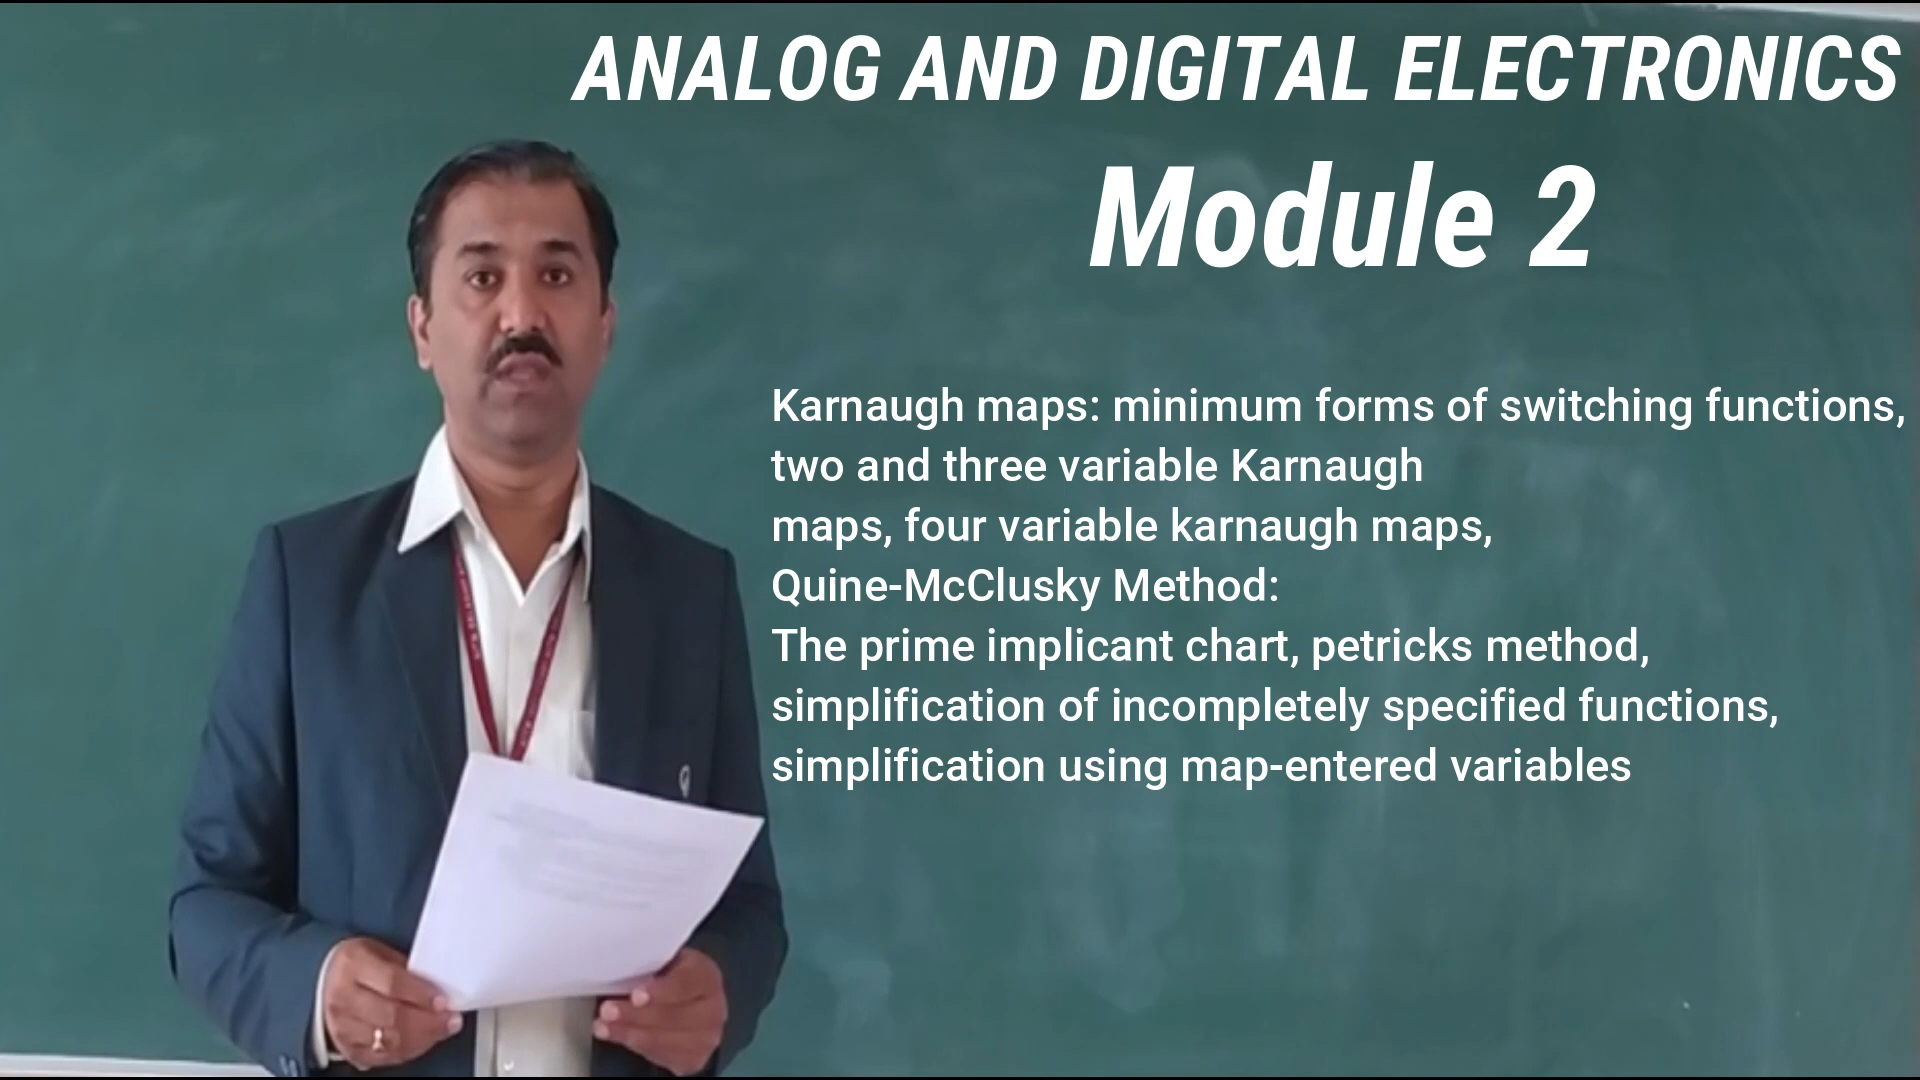 ANALOG AND DIGITAL ELECTRONICS
Module 2
Karnaugh maps: minimum forms of switching functions,
two and three variable Karnaugh
maps, four variable karnaugh maps,
Quine-McClusky Method:
The prime implicant chart, petricks method,
simplification of incompletely specified functions,
simplification using map-entered variables